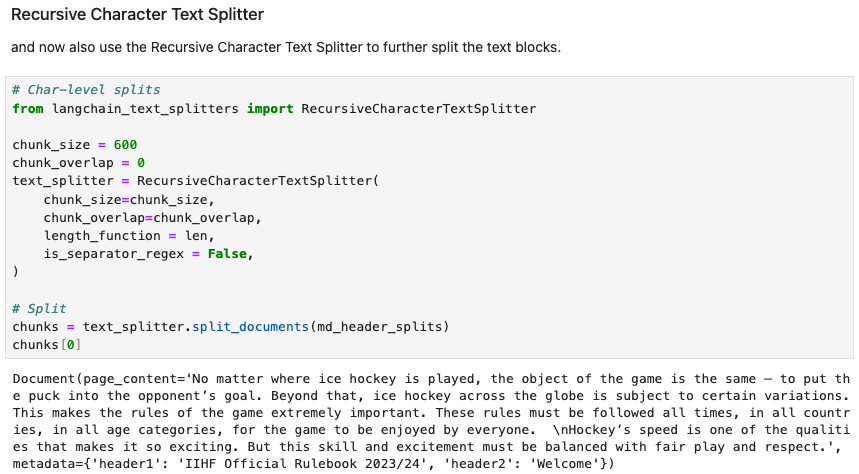 Recursive Character Text Splitter
and now also use the Recursive Character Text Splitter to further split the text blocks.
# Char-level splits
from langchain_text_splitters import RecursiveCharacterTextSplitter
chunk_size = 600
chunk_overlap = 0
text_splitter = RecursiveCharacterTextSplitter(
    chunk_size=chunk_size,
    chunk_overlap=chunk_overlap,
    length_function = len,
    is_separator_regex = False,
)
# Split
chunks = text_splitter.split_documents(md_header_splits)
chunks[0]
Document(page_content='No matter where ice hockey is played, the object of the game is the same – to put th
e puck into the opponent’s goal. Beyond that, ice hockey across the globe is subject to certain variations.
This makes the rules of the game extremely important. These rules must be followed all times, in all countr
ies, in all age categories, for the game to be enjoyed by everyone.  \nHockey’s speed is one of the qualiti
es that makes it so exciting. But this skill and excitement must be balanced with fair play and respect.',
metadata={'header1': 'IIHF Official Rulebook 2023/24', 'header2': 'Welcome'})